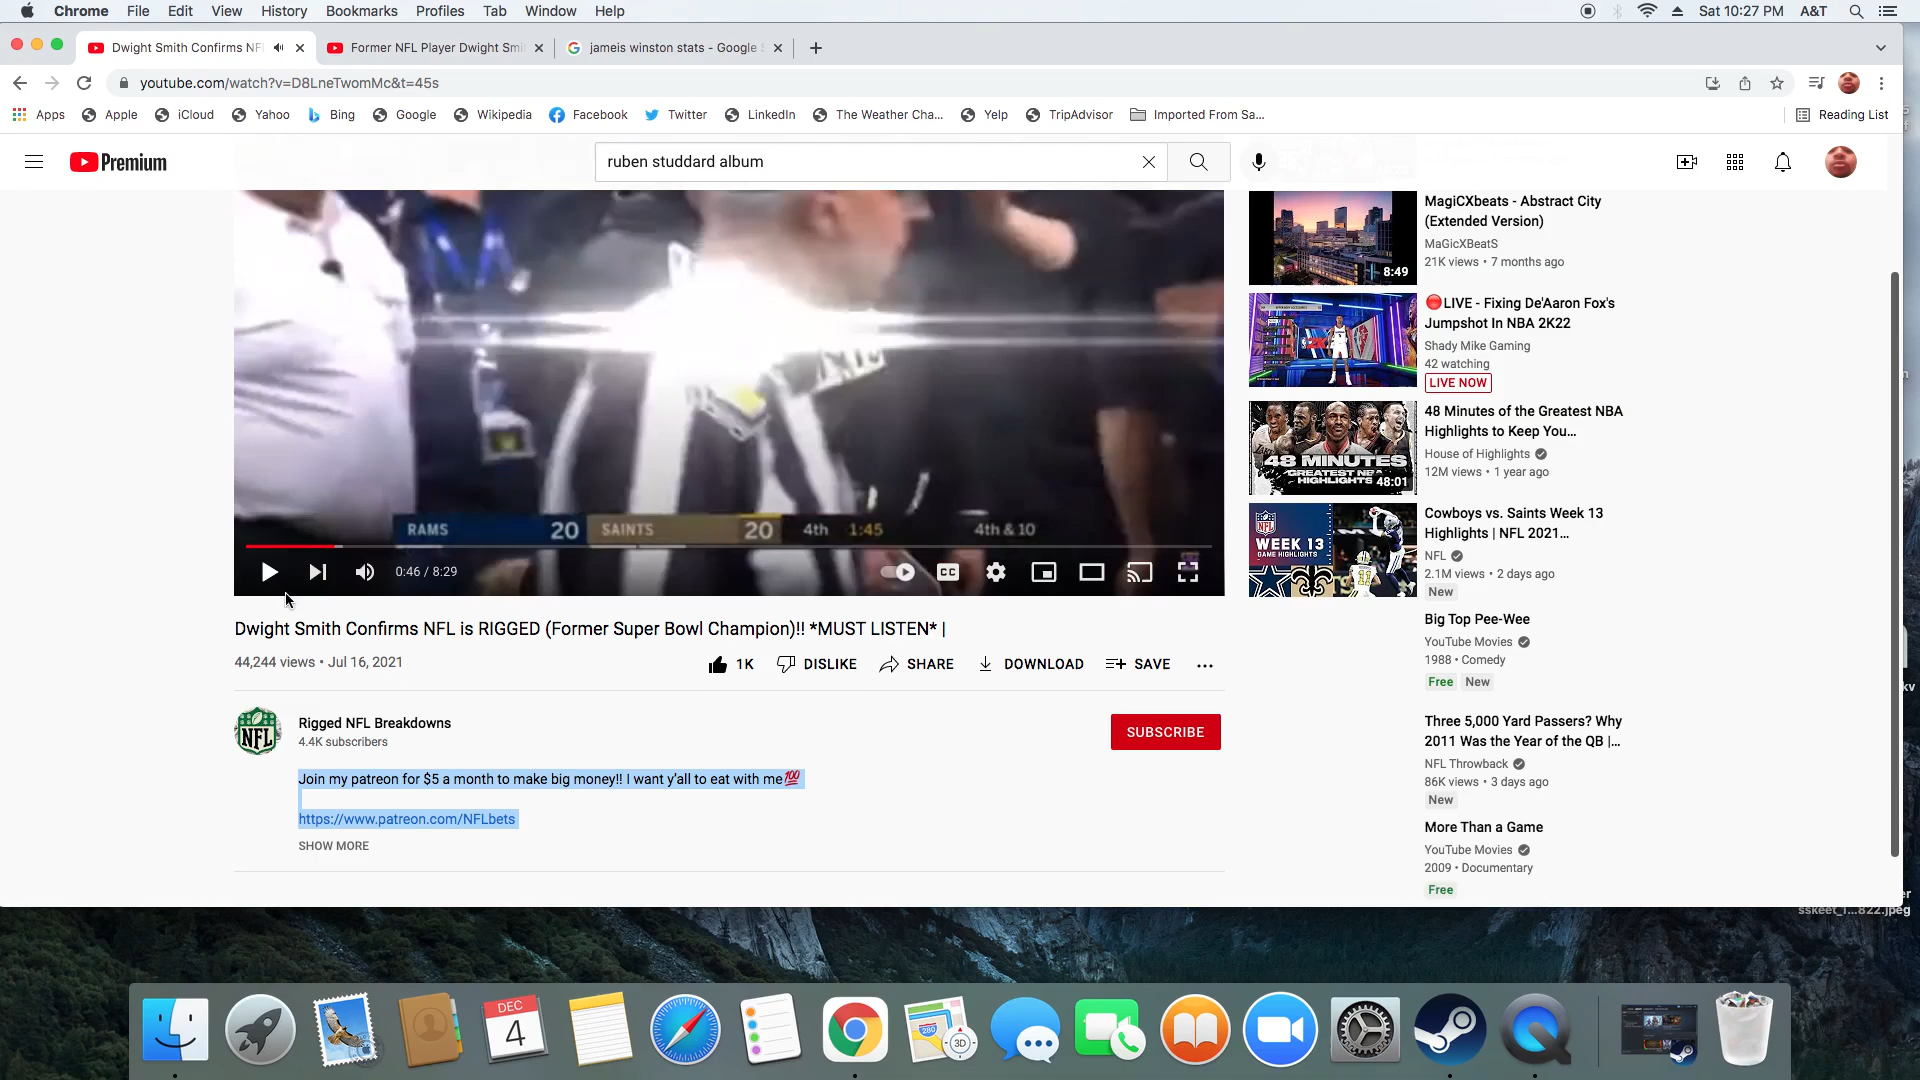 Chrome File Edit View History Bookmarks Profiles Tab Window Help Sat 10:27 PM A&T
Dwight Smith Confirms NF Former NFL Player Dwight Smi jameis winston stats - Google S
youtube.com/watch?v=D8LneTwomMc&t=45s
Apps Apple iCloud Yahoo Bing Google Wikipedia Facebook Twitter LinkedIn The Weather Cha... Yelp TripAdvisor Imported From Sa... Reading List
Premium ruben studdard album
RAMS 20 SAINTS 20 4th 1:45 4th & 10
0:46 / 8:29 CC
Dwight Smith Confirms NFL is RIGGED (Former Super Bowl Champion)!! *MUST LISTEN* |
44,244 views • Jul 16, 2021
1K DISLIKE SHARE DOWNLOAD SAVE ...
NFL
Rigged NFL Breakdowns
4.4K subscribers
SUBSCRIBE
Join my patreon for $5 a month to make big money!! I want y'all to eat with me💯
https://www.patreon.com/NFLbets
SHOW MORE
8:49
MagiCXbeats - Abstract City
(Extended Version)
MaGicXBeatS
21K views • 7 months ago
🔴LIVE - Fixing De'Aaron Fox's
Jumpshot In NBA 2K22
Shady Mike Gaming
42 watching
LIVE NOW
48 MINUTES
GREATEST NBA
HIGHLIGHTS 48:01
48 Minutes of the Greatest NBA
Highlights to Keep You...
House of Highlights
12M views • 1 year ago
NFL
WEEK 13
GAME HIGHLIGHTS
Cowboys vs. Saints Week 13
Highlights | NFL 2021...
NFL
2.1M views • 2 days ago
New
Big Top Pee-Wee
YouTube Movies
1988 • Comedy
Free New
Three 5,000 Yard Passers? Why
2011 Was the Year of the QB |...
NFL Throwback
86K views • 3 days ago
New
More Than a Game
YouTube Movies
2009 • Documentary
Free
sskeet_1...822.jpeg
DEC
4
280
3D